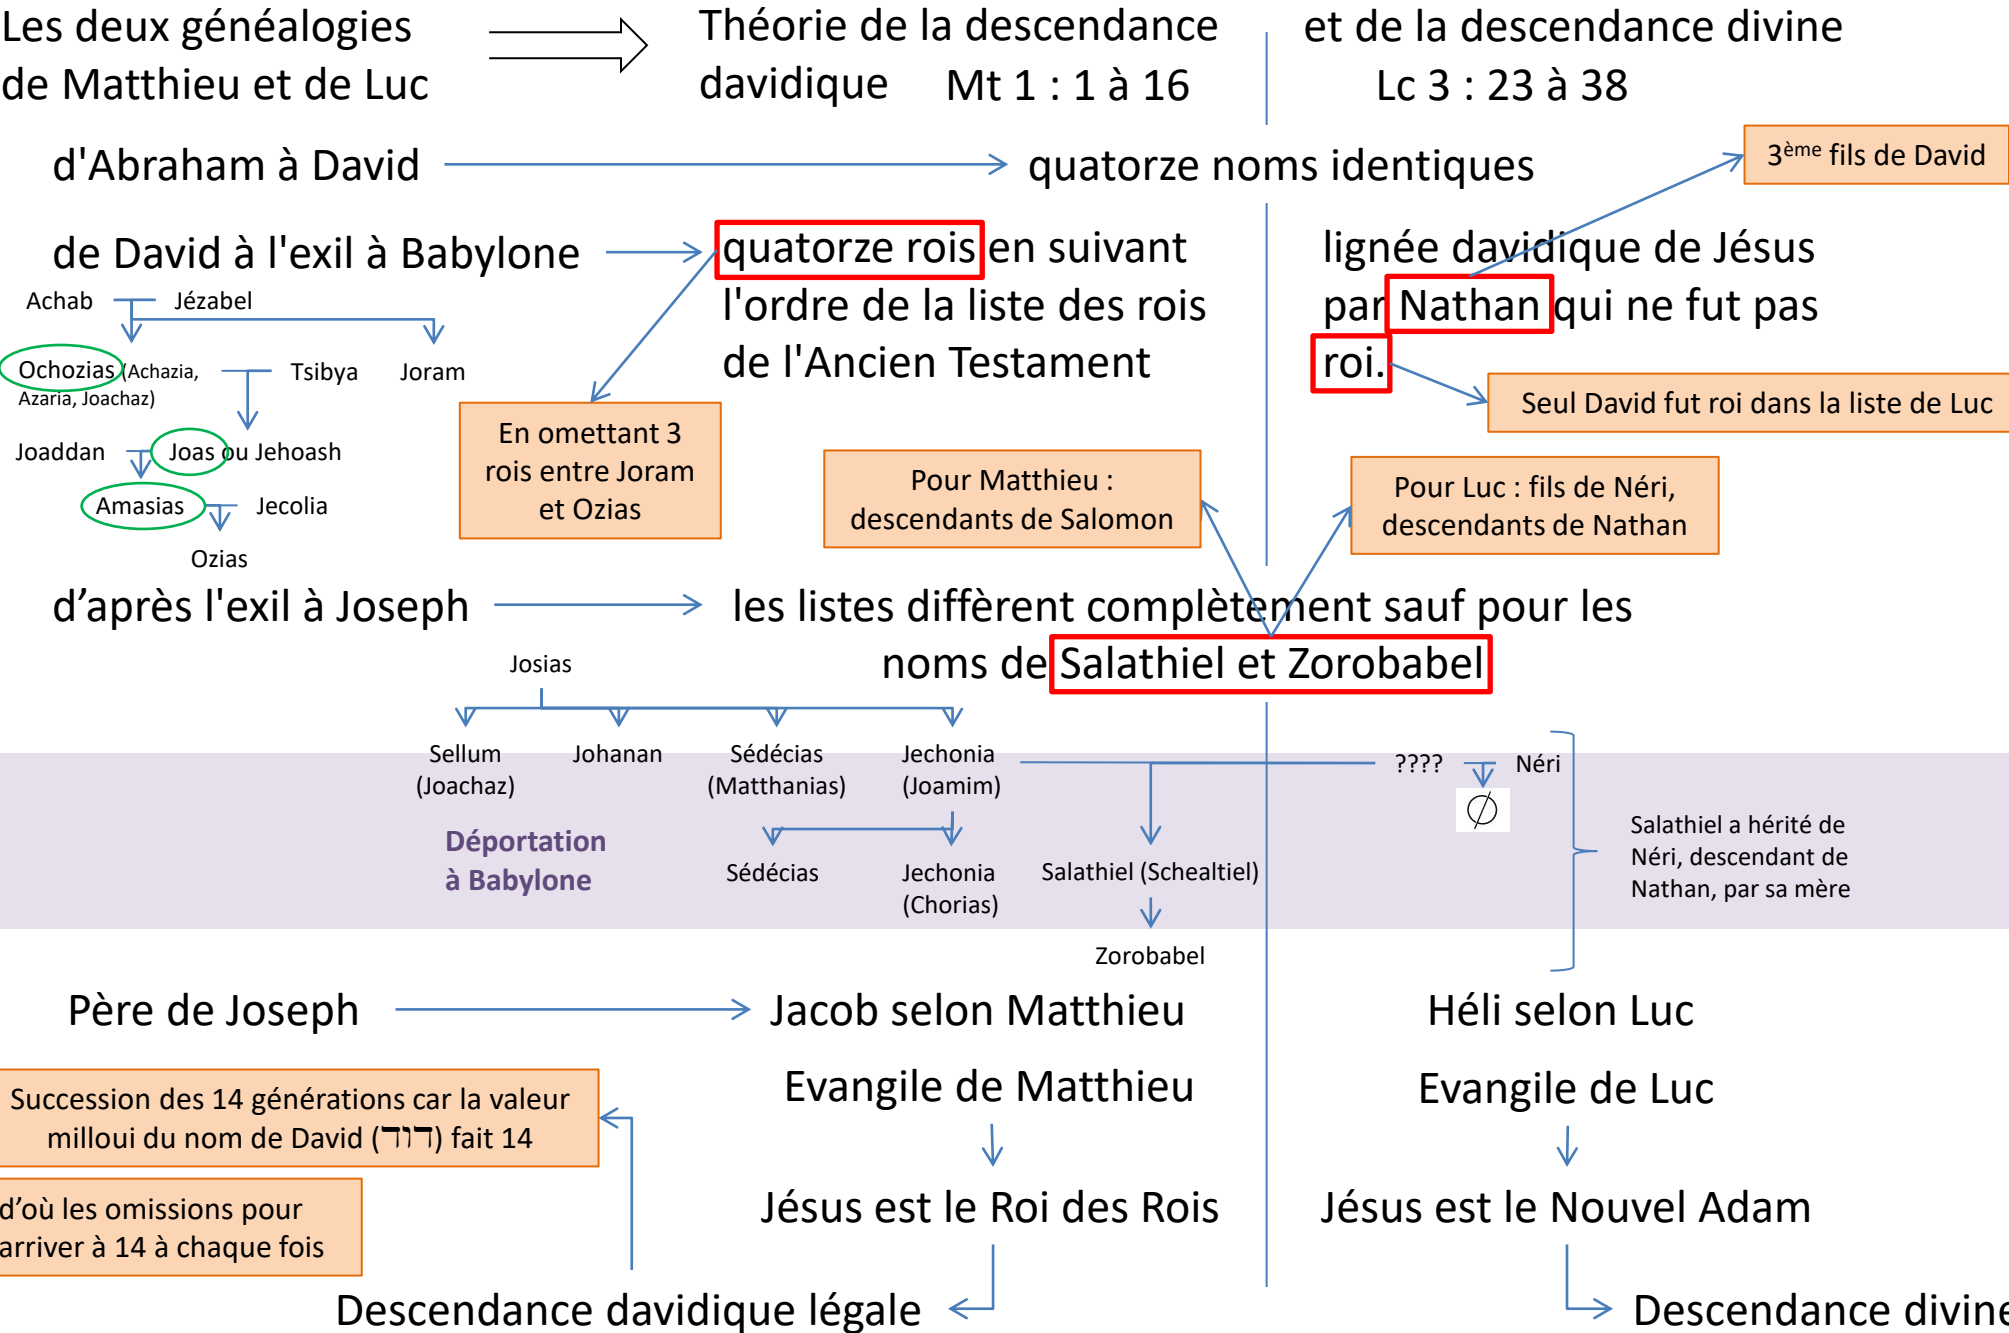 Les deux généalogies
de Matthieu et de Luc
Théorie de la descendance
davidique Mt 1 : 1 à 16
et de la descendance divine
Lc 3 : 23 à 38
d'Abraham à David
quatorze noms identiques
3ème fils de David
de David à l'exil à Babylone
quatorze rois en suivant
l'ordre de la liste des rois
de l'Ancien Testament
lignée davidique de Jésus
par Nathan qui ne fut pas
roi.
Seul David fut roi dans la liste de Luc
Achab Jézabel
Ochozias (Achazia,
Azaria, Joachaz)
Tsibya Joram
Joaddan Joas ou Jehoash
Amasias Jecolia
Ozias
En omettant 3
rois entre Joram
et Ozias
Pour Matthieu :
descendants de Salomon
Pour Luc : fils de Néri,
descendants de Nathan
d’après l'exil à Joseph
les listes diffèrent complètement sauf pour les
noms de Salathiel et Zorobabel
Josias
Sellum
(Joachaz)
Johanan
Sédécias
(Matthanias)
Jechonia
(Joamim)
???? Néri
∅
Déportation
à Babylone
Sédécias
Jechonia
(Chorias)
Salathiel (Schealtiel)
Zorobabel
Salathiel a hérité de
Néri, descendant de
Nathan, par sa mère
Père de Joseph
Jacob selon Matthieu
Héli selon Luc
Evangile de Matthieu
Evangile de Luc
Succession des 14 générations car la valeur
milloui du nom de David (דוד) fait 14
d’où les omissions pour
arriver à 14 à chaque fois
Jésus est le Roi des Rois
Jésus est le Nouvel Adam
Descendance davidique légale
Descendance divine